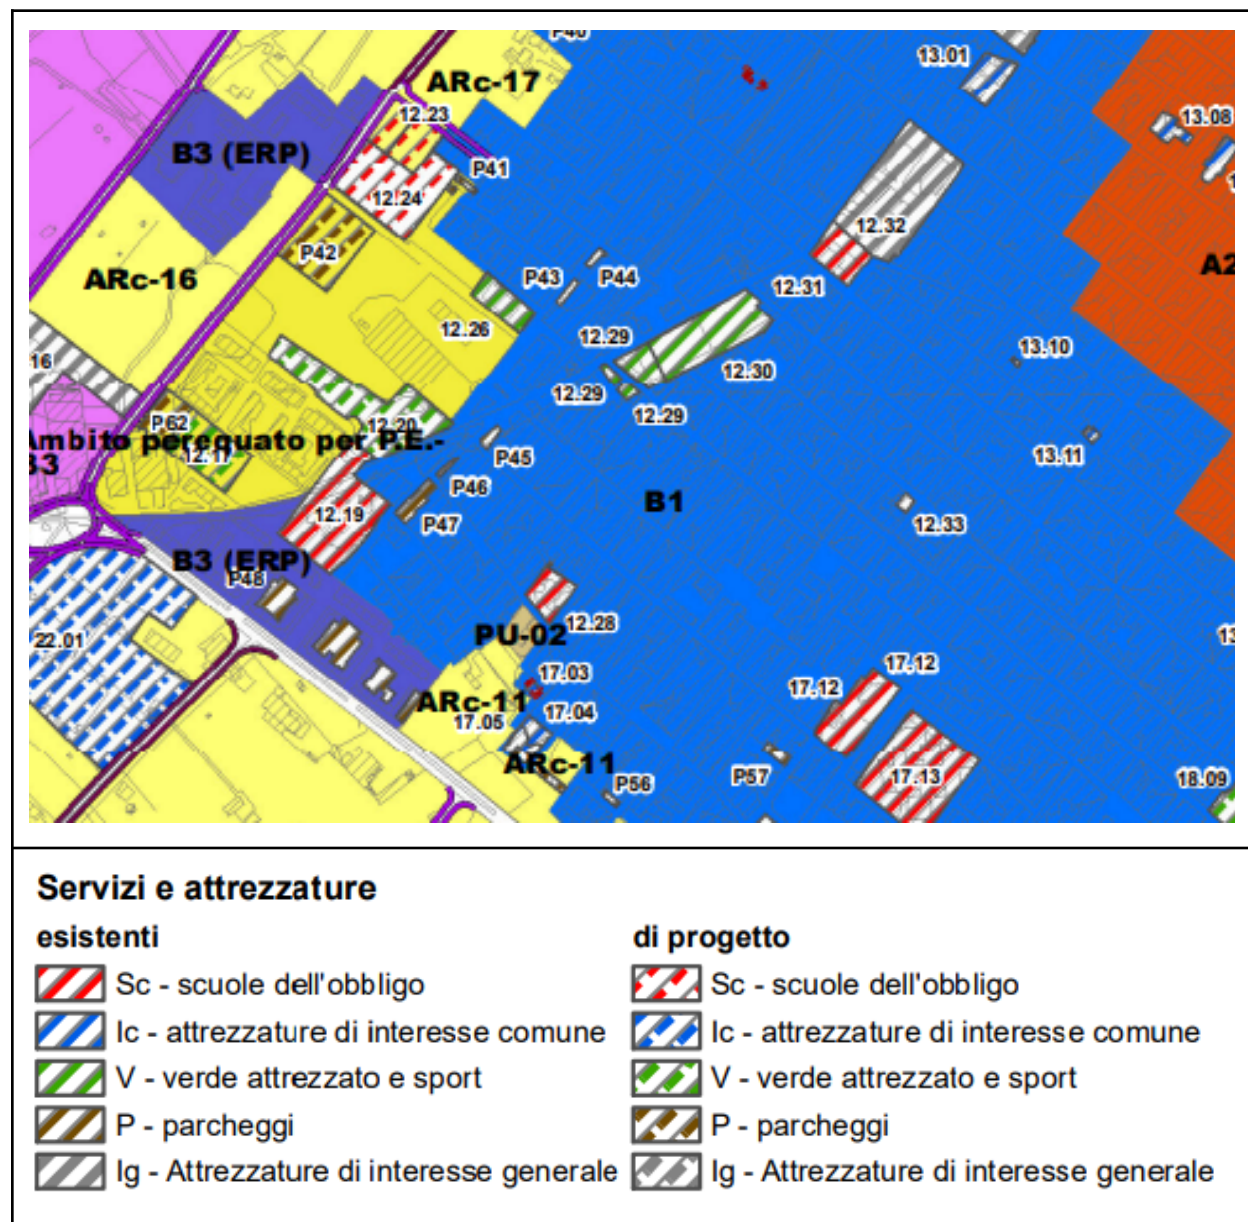 P40
13.01
ARc-17
12.23
13.08
B3 (ERP)
P41
12.24
12.32
P42
A2
ARc-16
P43
P44
12.31
12.26
12.29
13.10
16
12.30
12.29
12.29
P62
12.20
Ambito perequato per P.E.-
B3
12.17
P45
13.11
P46
B1
12.19
P47
12.33
B3 (ERP)
P48
22.01
PU-02
12.28
17.03
17.12
17.12
ARc-11
17.05
17.04
ARc-11
P56
P57
17.13
18.09
Servizi e attrezzature
esistenti
di progetto
Sc - scuole dell'obbligo
Sc - scuole dell'obbligo
Ic - attrezzature di interesse comune
Ic - attrezzature di interesse comune
V - verde attrezzato e sport
V - verde attrezzato e sport
P - parcheggi
P - parcheggi
Ig - Attrezzature di interesse generale
Ig - Attrezzature di interesse generale